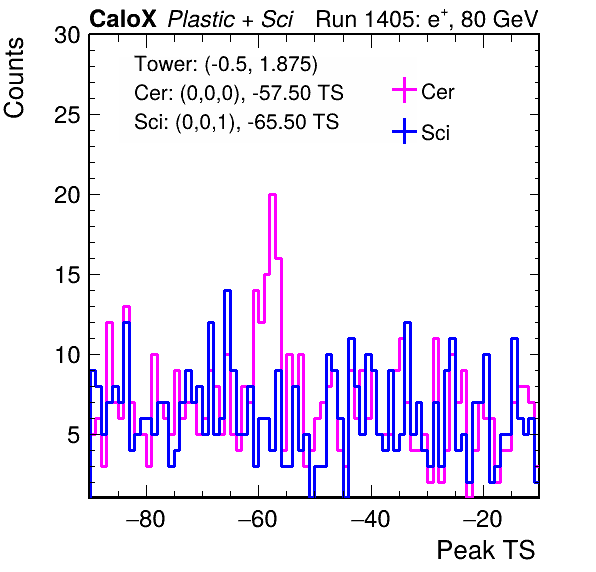 CaloX Plastic + Sci Run 1405: e+, 80 GeV
Counts
30
25
20
15
10
5
Tower: (-0.5, 1.875)
Cer: (0,0,0), -57.50 TS
Sci: (0,0,1), -65.50 TS
Cer
Sci
−80 −60 −40 −20
Peak TS